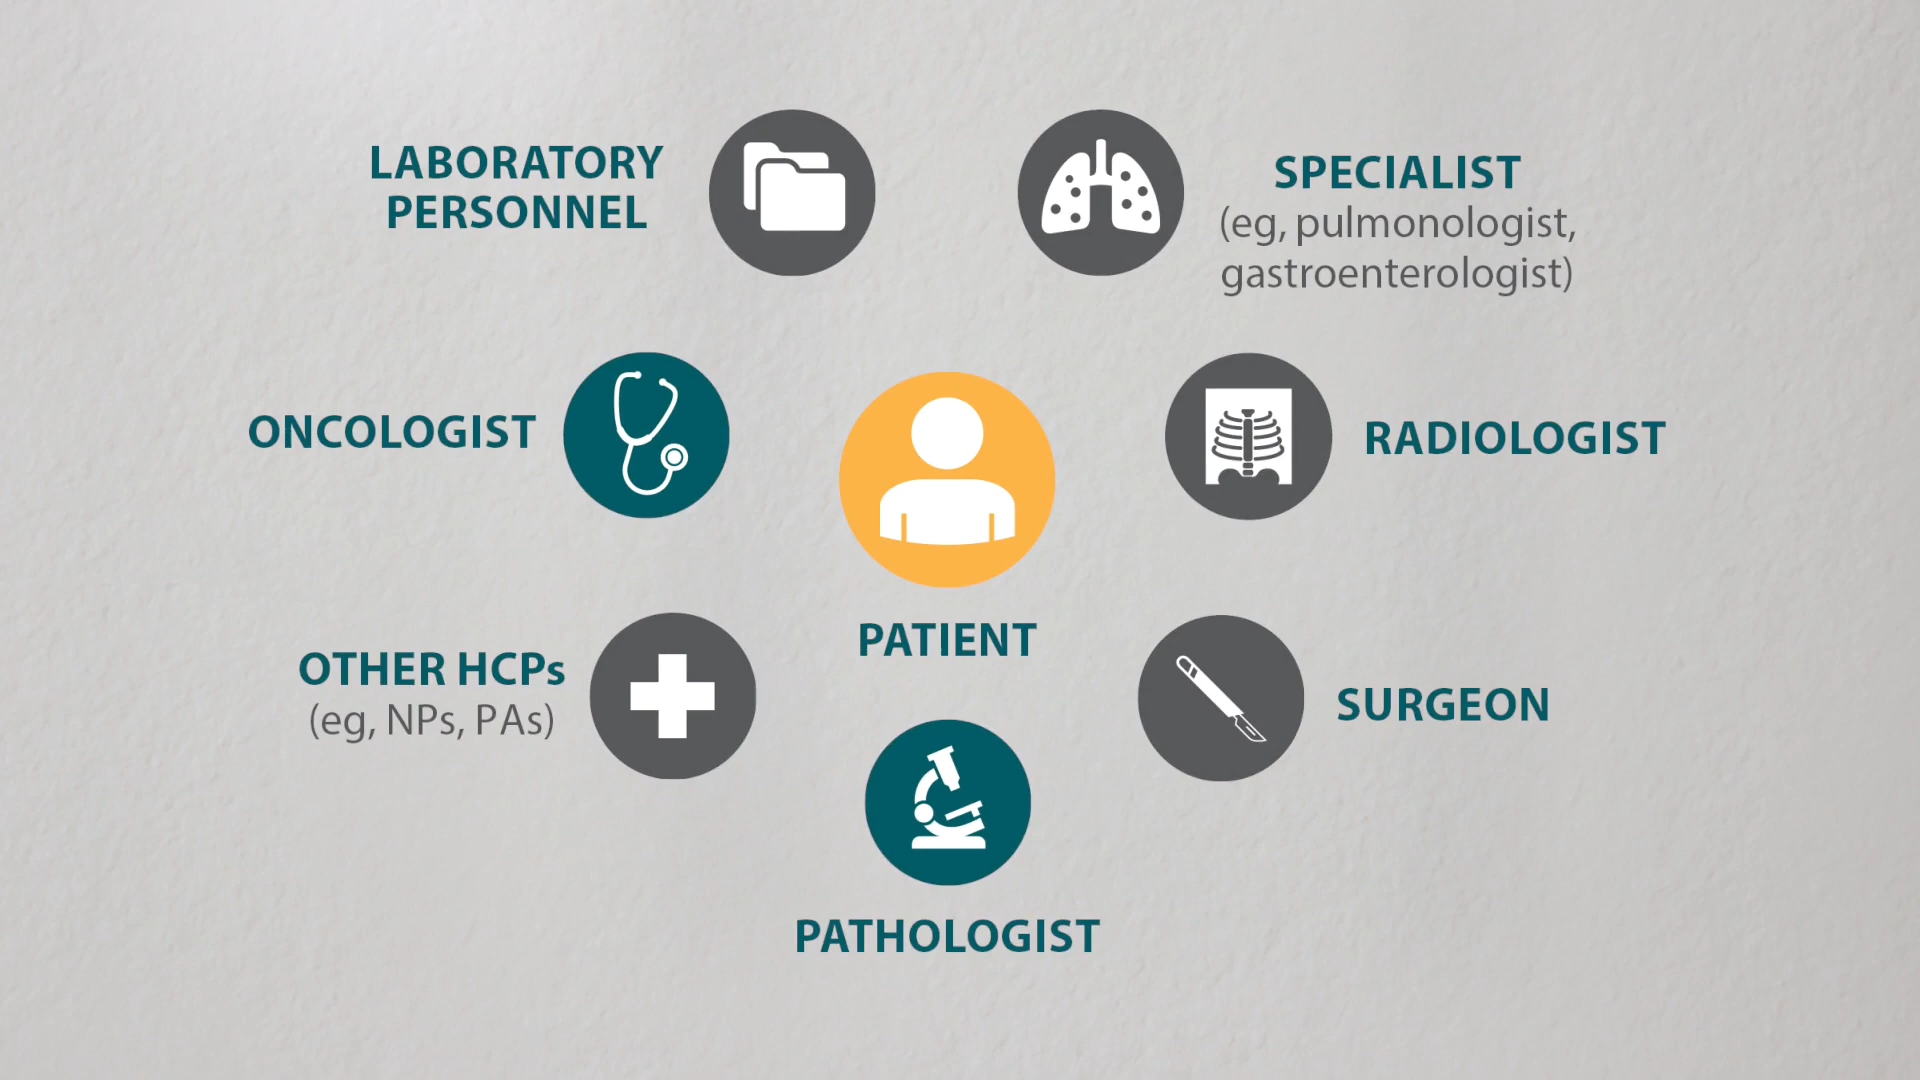 LABORATORY
PERSONNEL
SPECIALIST
(eg, pulmonologist,
gastroenterologist)
ONCOLOGIST
RADIOLOGIST
OTHER HCPs
(eg, NPs, PAs)
PATIENT
SURGEON
PATHOLOGIST